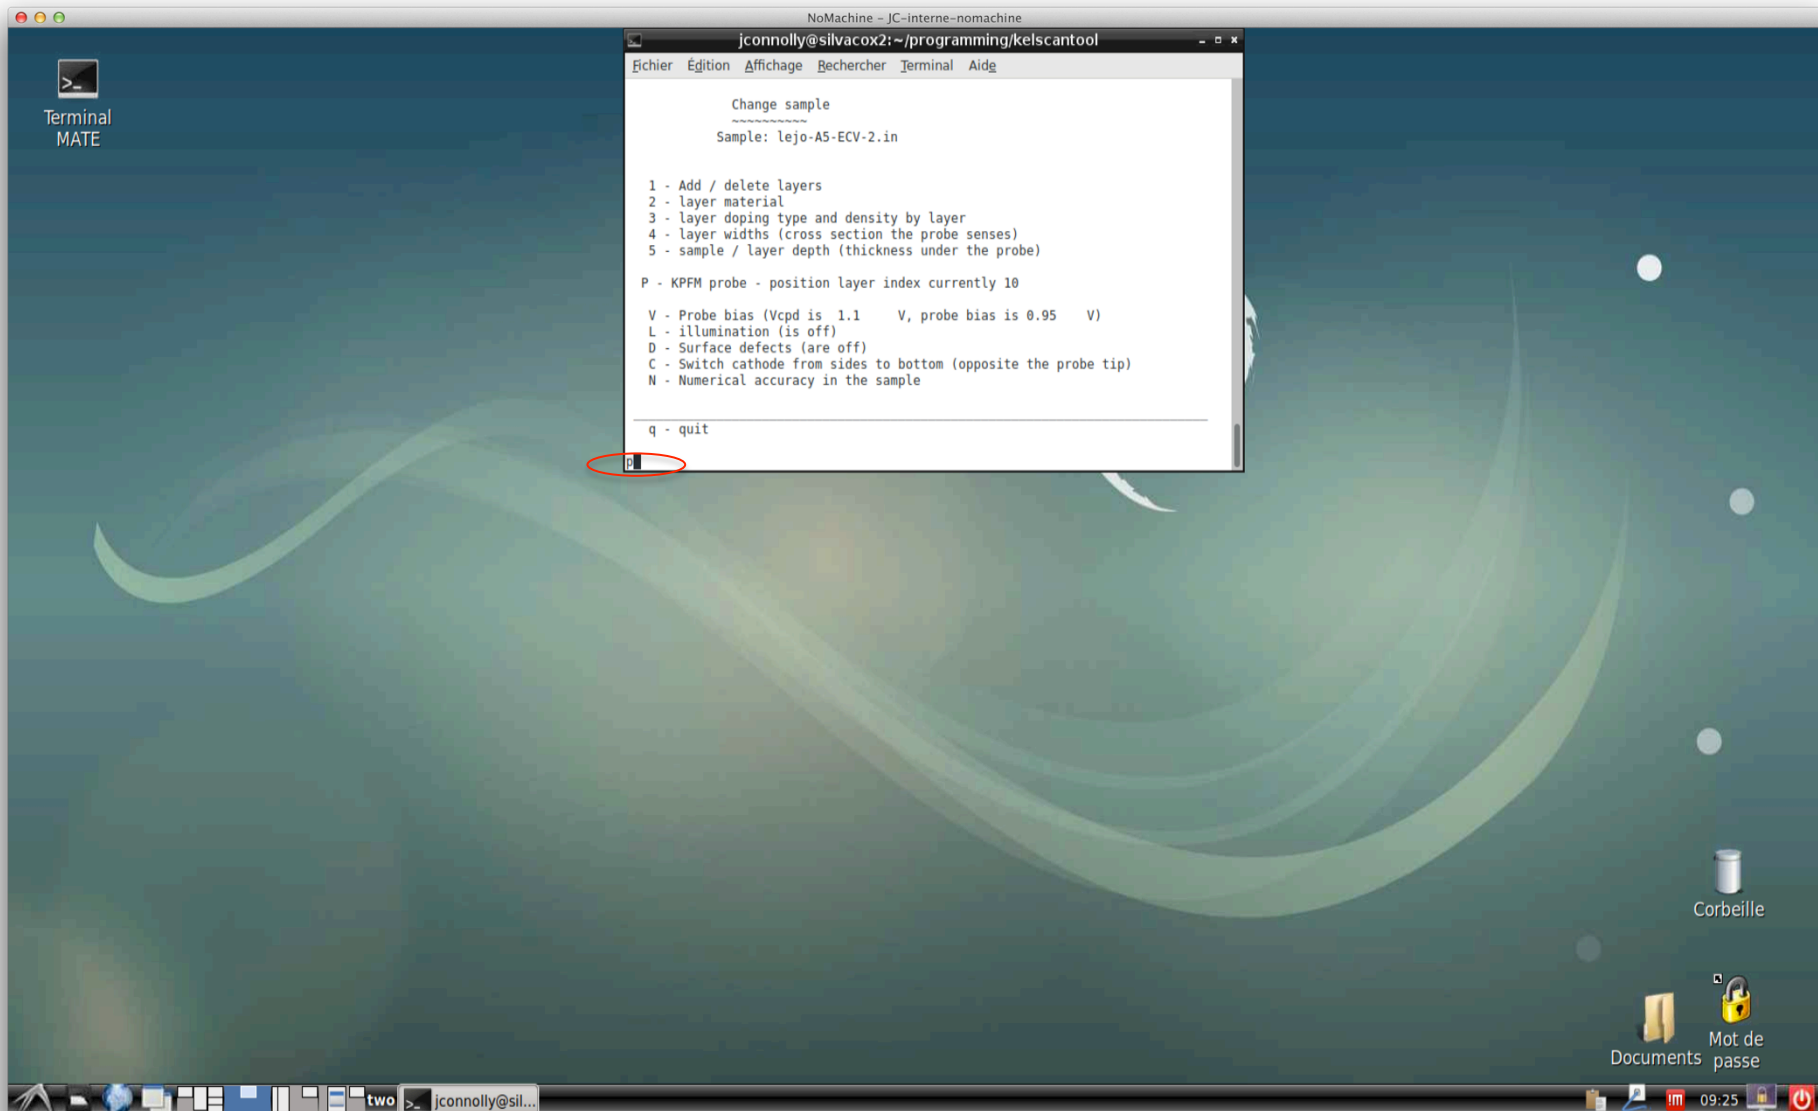 NoMachine - JC-interne-nomachine
Terminal
MATE
jconnolly@silvacox2:~/programming/kelscantool
Fichier Édition Affichage Rechercher Terminal Aide
Change sample
~~~~~~~~~~
Sample: lejo-A5-ECV-2.in
1 - Add / delete layers
2 - layer material
3 - layer doping type and density by layer
4 - layer widths (cross section the probe senses)
5 - sample / layer depth (thickness under the probe)
P - KPFM probe - position layer index currently 10
V - Probe bias (Vcpd is 1.1 V, probe bias is 0.95 V)
L - illumination (is off)
D - Surface defects (are off)
C - Switch cathode from sides to bottom (opposite the probe tip)
N - Numerical accuracy in the sample
q - quit
p
Corbeille
Documents
Mot de
passe
two
jconnolly@sil...
!M
09:25